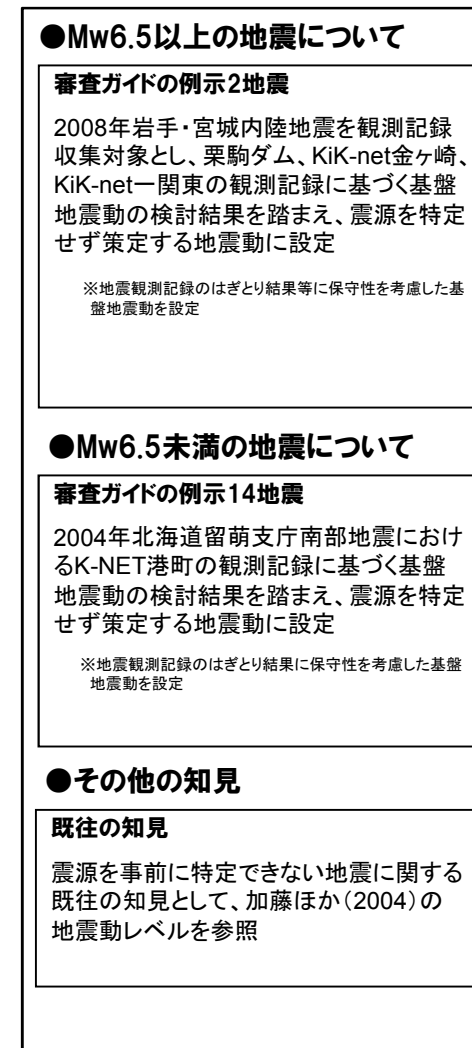 ●Mw6.5以上の地震について
審査ガイドの例示2地震
2008年岩手・宮城内陸地震を観測記録
収集対象とし、栗駒ダム、KiK-net金ヶ崎、
KiK-net一関東の観測記録に基づく基盤
地震動の検討結果を踏まえ、震源を特定
せず策定する地震動に設定
※地震観測記録のはぎとり結果等に保守性を考慮した基
盤地震動を設定
●Mw6.5未満の地震について
審査ガイドの例示14地震
2004年北海道留萌支庁南部地震におけ
るK-NET港町の観測記録に基づく基盤
地震動の検討結果を踏まえ、震源を特定
せず策定する地震動に設定
※地震観測記録のはぎとり結果に保守性を考慮した基盤
地震動を設定
●その他の知見
既往の知見
震源を事前に特定できない地震に関する
既往の知見として、加藤ほか（2004）の
地震動レベルを参照